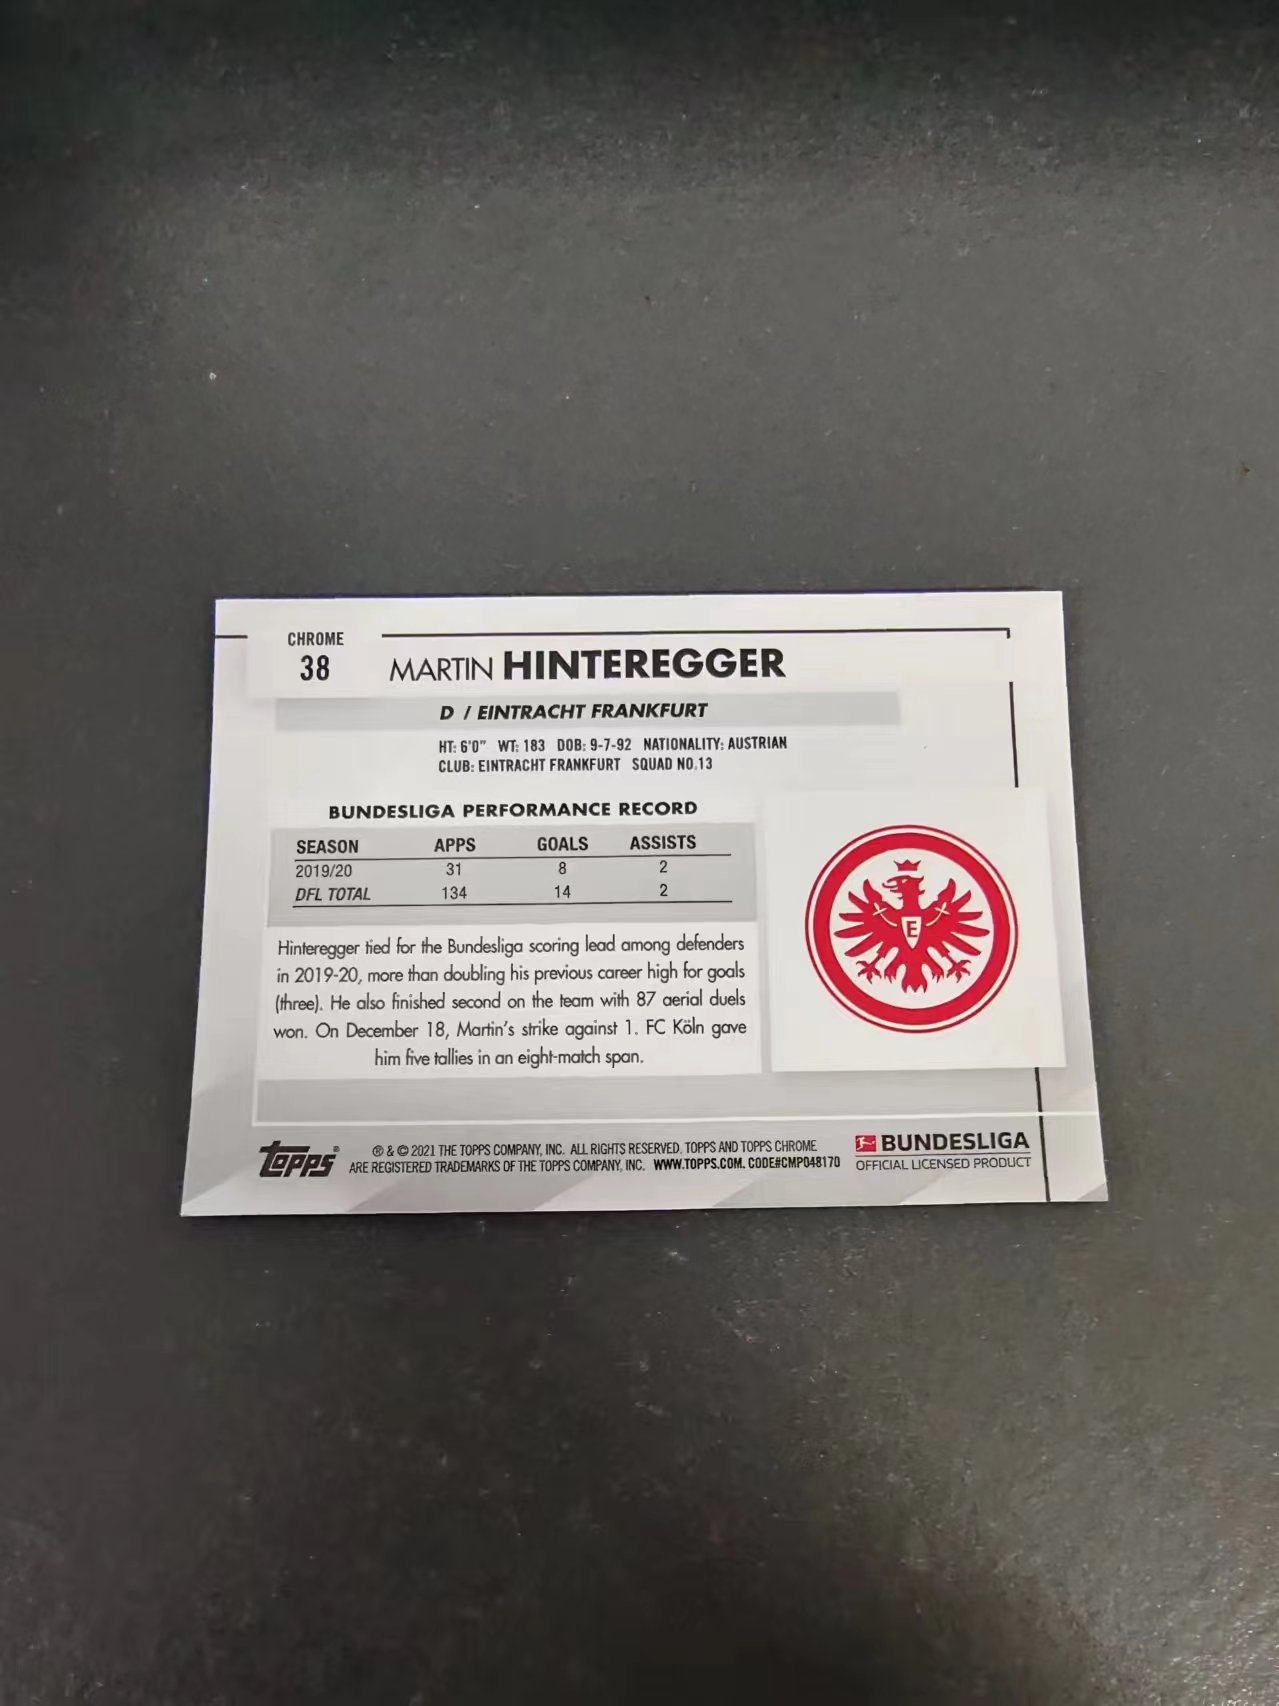 CHROME
38
MARTIN HINTEREGGER
D / EINTRACHT FRANKFURT
HT: 6'0" WT: 183 DOB: 9-7-92 NATIONALITY: AUSTRIAN
CLUB: EINTRACHT FRANKFURT SQUAD NO.13
BUNDESLIGA PERFORMANCE RECORD
SEASON APPS GOALS ASSISTS
2019/20 31 8 2
DFL TOTAL 134 14 2
E
Hinteregger tied for the Bundesliga scoring lead among defenders
in 2019-20, more than doubling his previous career high for goals
(three). He also finished second on the team with 87 aerial duels
won. On December 18, Martin's strike against 1. FC Köln gave
him five tallies in an eight-match span.
topps®
® & © 2021 THE TOPPS COMPANY, INC. ALL RIGHTS RESERVED. TOPPS AND TOPPS CHROME
ARE REGISTERED TRADEMARKS OF THE TOPPS COMPANY, INC. WWW.TOPPS.COM. CODE#CMP048170
BUNDESLIGA
OFFICIAL LICENSED PRODUCT